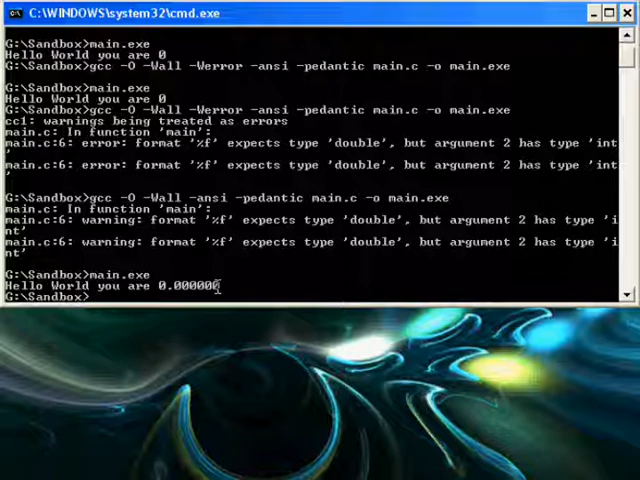 C:\WINDOWS\system32\cmd.exe
G:\Sandbox>main.exe
Hello World you are 0
G:\Sandbox>gcc -O -Wall -Werror -ansi -pedantic main.c -o main.exe
G:\Sandbox>main.exe
Hello World you are 0
G:\Sandbox>gcc -O -Wall -Werror -ansi -pedantic main.c -o main.exe
cc1: warnings being treated as errors
main.c: In function 'main':
main.c:6: error: format '%f' expects type 'double', but argument 2 has type 'int
'
main.c:6: error: format '%f' expects type 'double', but argument 2 has type 'int
'
G:\Sandbox>gcc -O -Wall -ansi -pedantic main.c -o main.exe
main.c: In function 'main':
main.c:6: warning: format '%f' expects type 'double', but argument 2 has type 'i
nt'
main.c:6: warning: format '%f' expects type 'double', but argument 2 has type 'i
nt'
G:\Sandbox>main.exe
Hello World you are 0.000000
G:\Sandbox>